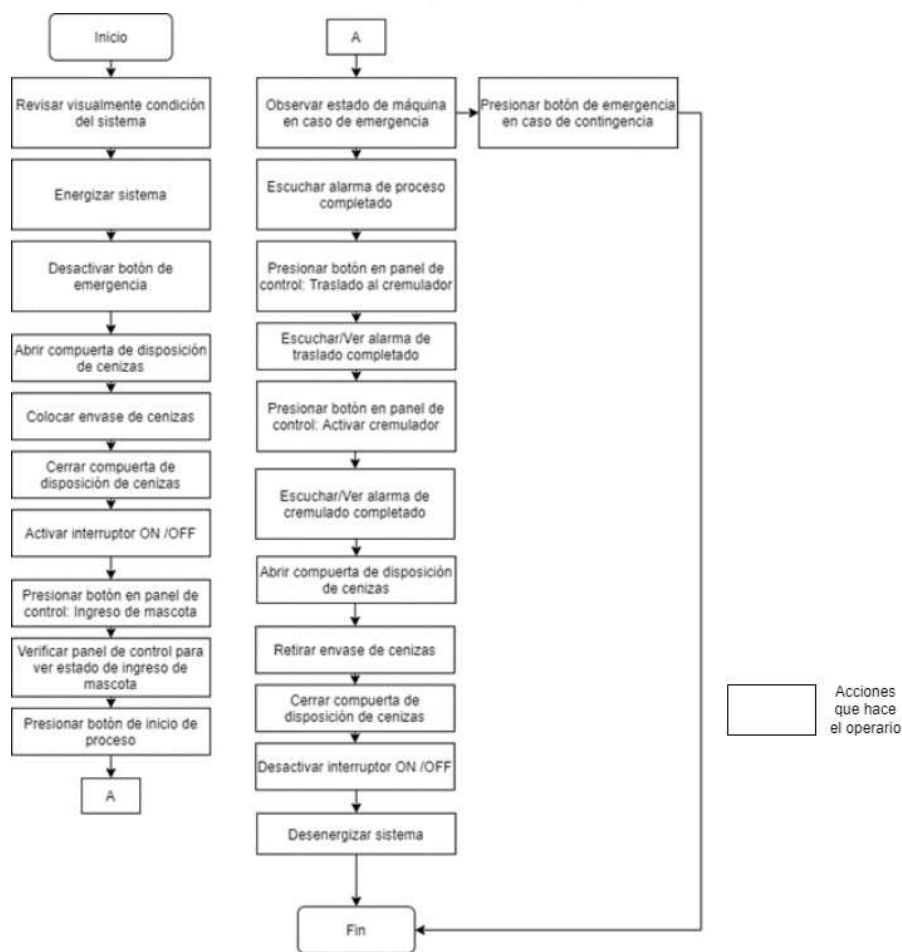 Inicio
Revisar visualmente condición
del sistema
Energizar sistema
Desactivar botón de
emergencia
Abrir compuerta de disposición
de cenizas
Colocar envase de cenizas
Cerrar compuerta de
disposición de cenizas
Activar interruptor ON /OFF
Presionar botón en panel de
control: Ingreso de mascota
Verificar panel de control para
ver estado de ingreso de
mascota
Presionar botón de inicio de
proceso
A
A
Observar estado de máquina
en caso de emergencia
Presionar botón de emergencia
en caso de contingencia
Escuchar alarma de proceso
completado
Presionar botón en panel de
control: Traslado al cremulador
Escuchar/Ver alarma de
traslado completado
Presionar botón en panel de
control: Activar cremulador
Escuchar/Ver alarma de
cremulado completado
Abrir compuerta de disposición
de cenizas
Retirar envase de cenizas
Cerrar compuerta de
disposición de cenizas
Desactivar interruptor ON /OFF
Desenergizar sistema
Fin
Acciones
que hace
el operario